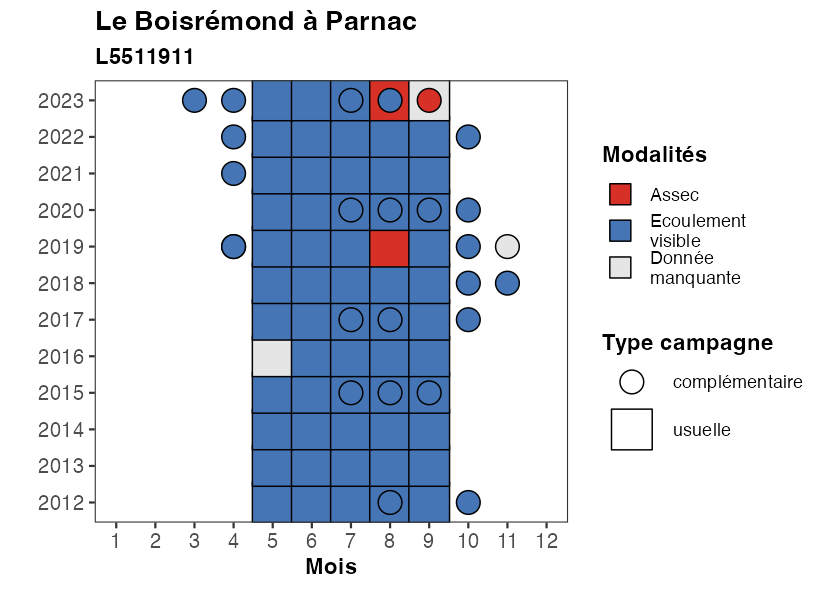 Le Boisrémond à Parnac
L5511911
2023
2022
2021
2020
2019
2018
2017
2016
2015
2014
2013
2012
1 2 3 4 5 6 7 8 9 10 11 12
Mois
Modalités
Assec
Ecoulement
visible
Donnée
manquante
Type campagne
complémentaire
usuelle